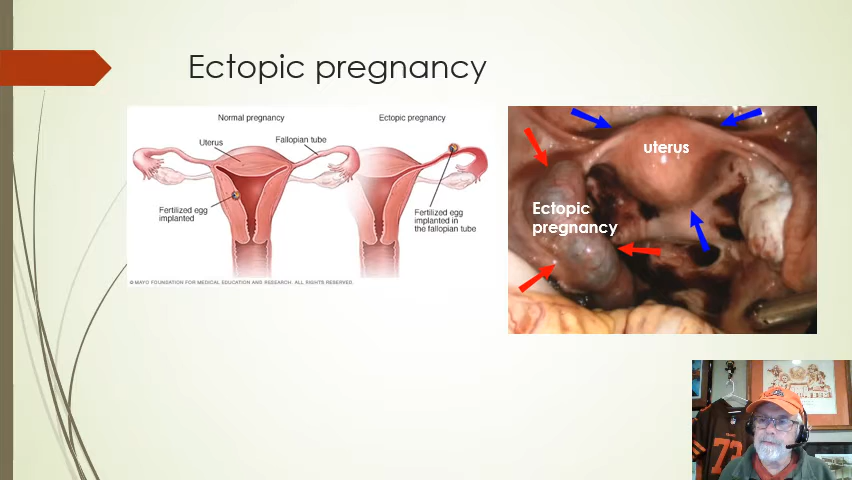 Ectopic pregnancy
Normal pregnancy
Ectopic pregnancy
Uterus
Fallopian tube
Fertilized egg
implanted
Fertilized egg
implanted in
the fallopian tube
© MAYO FOUNDATION FOR MEDICAL EDUCATION AND RESEARCH. ALL RIGHTS RESERVED.
uterus
Ectopic
pregnancy
73